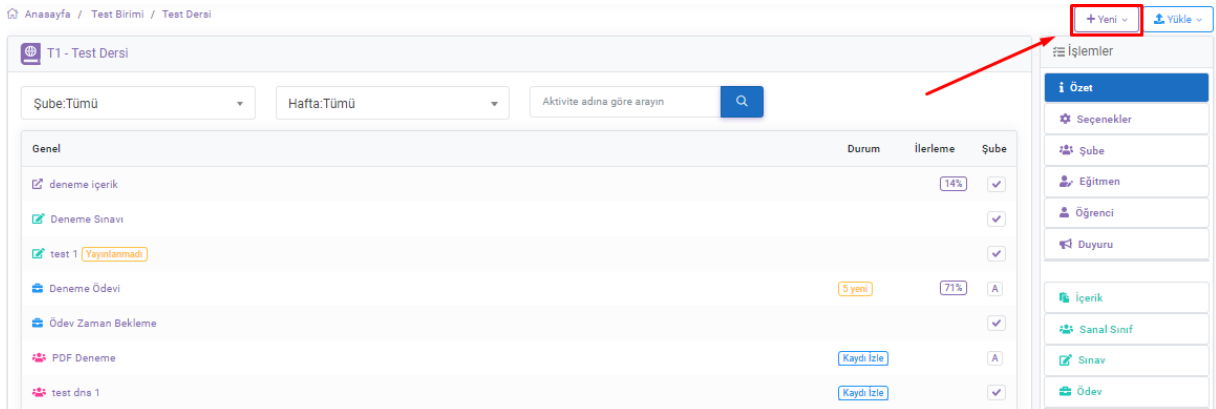 Anasayfa / Test Birimi / Test Dersi
+ Yeni
Yükle
T1 - Test Dersi
Şube:Tümü
Hafta:Tümü
Aktivite adına göre arayın
Genel Durum İlerleme Şube
deneme içerik 14%
Deneme Sınavı
test 1 Yayınlanmadı
Deneme Ödevi 5 yeni 71% A
Ödev Zaman Bekleme
PDF Deneme Kaydı İzle A
test dns 1 Kaydı İzle
İşlemler
Özet
Seçenekler
Şube
Eğitmen
Öğrenci
Duyuru
İçerik
Sanal Sınıf
Sınav
Ödev